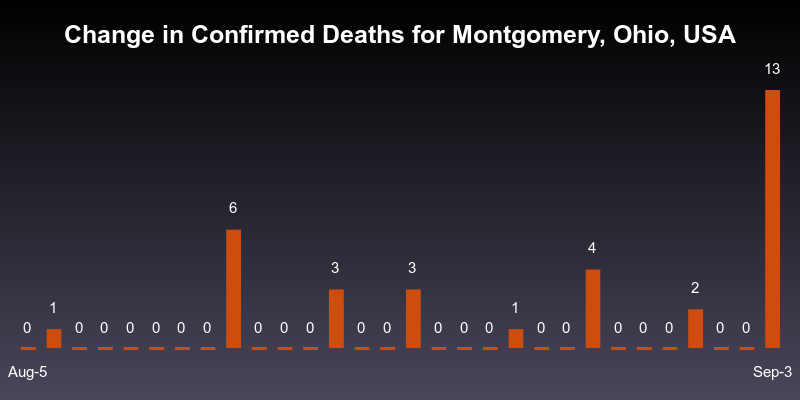 Change in Confirmed Deaths for Montgomery, Ohio, USA
0 1 0 0 0 0 0 0 6 0 0 0 3 0 0 3 0 0 0 1 0 0 4 0 0 0 2 0 0 13
Aug-5 Sep-3